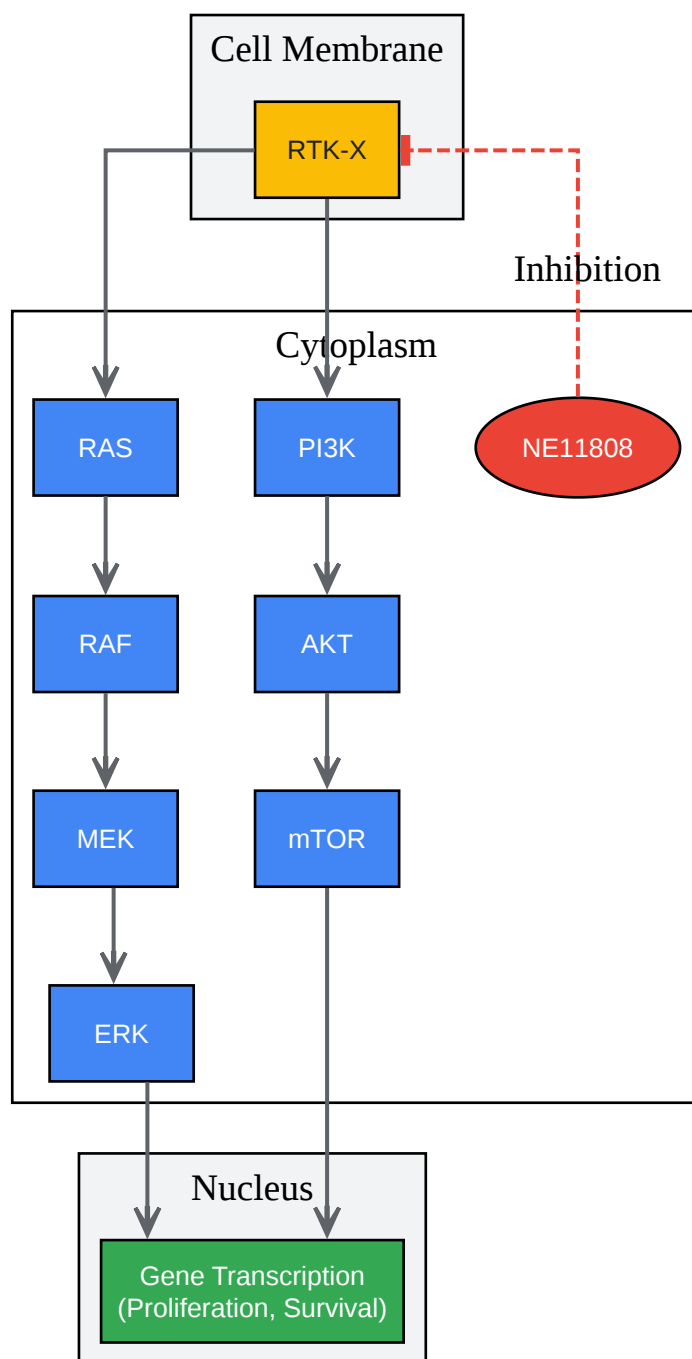 Cell Membrane
RTK-X
Inhibition
Cytoplasm
RAS
PI3K
NE11808
RAF
AKT
MEK
mTOR
ERK
Nucleus
Gene Transcription
(Proliferation, Survival)